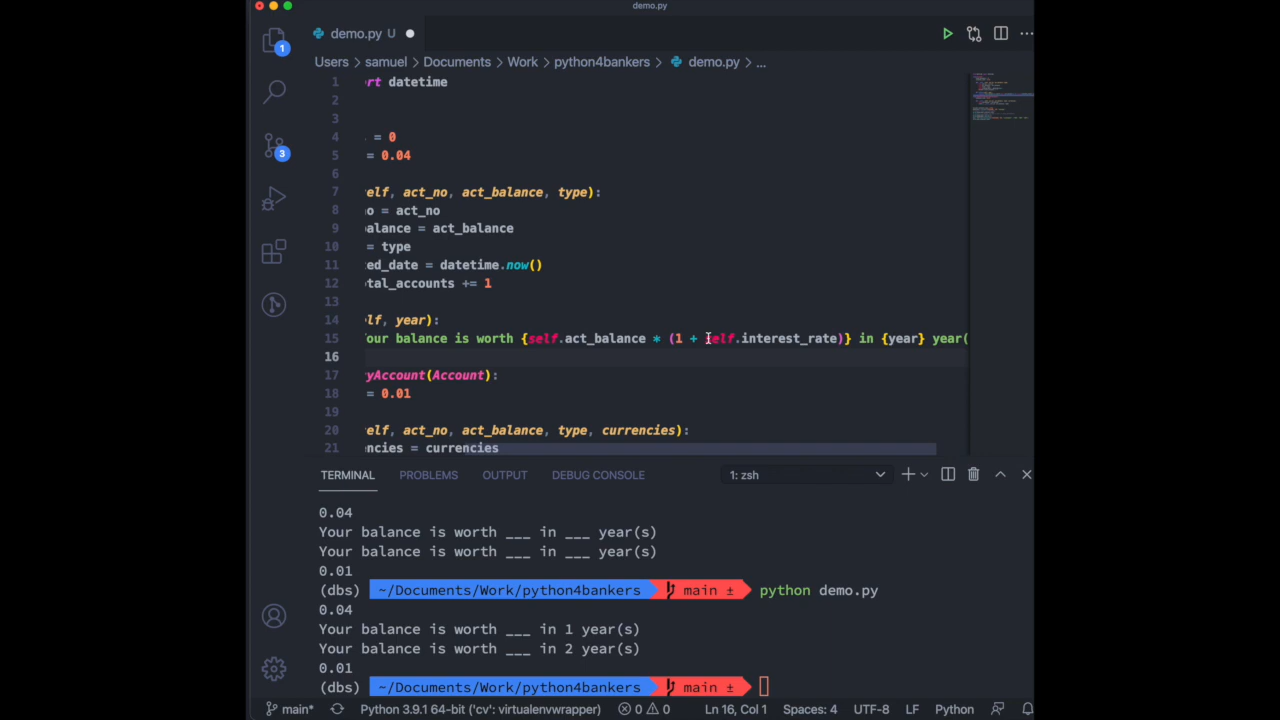 demo.py
demo.py U
Users > samuel > Documents > Work > python4bankers > demo.py > ...
1 rt datetime
2
3
4 = 0
5 = 0.04
6
7 elf, act_no, act_balance, type):
8 no = act_no
9 alance = act_balance
10 = type
11 ed_date = datetime.now()
12 tal_accounts += 1
13
14 lf, year):
15 Your balance is worth {self.act_balance * (1 + self.interest_rate)} in {year} year(
16
17 yAccount(Account):
18 = 0.01
19
20 elf, act_no, act_balance, type, currencies):
21 ncies = currencies
1
3
TERMINAL PROBLEMS OUTPUT DEBUG CONSOLE 1: zsh
0.04
Your balance is worth ___ in ___ year(s)
Your balance is worth ___ in ___ year(s)
0.01
(dbs) ~/Documents/Work/python4bankers main ± python demo.py
0.04
Your balance is worth ___ in 1 year(s)
Your balance is worth ___ in 2 year(s)
0.01
(dbs) ~/Documents/Work/python4bankers main ±
main* Python 3.9.1 64-bit ('cv': virtualenvwrapper) 0 0 Ln 16, Col 1 Spaces: 4 UTF-8 LF Python